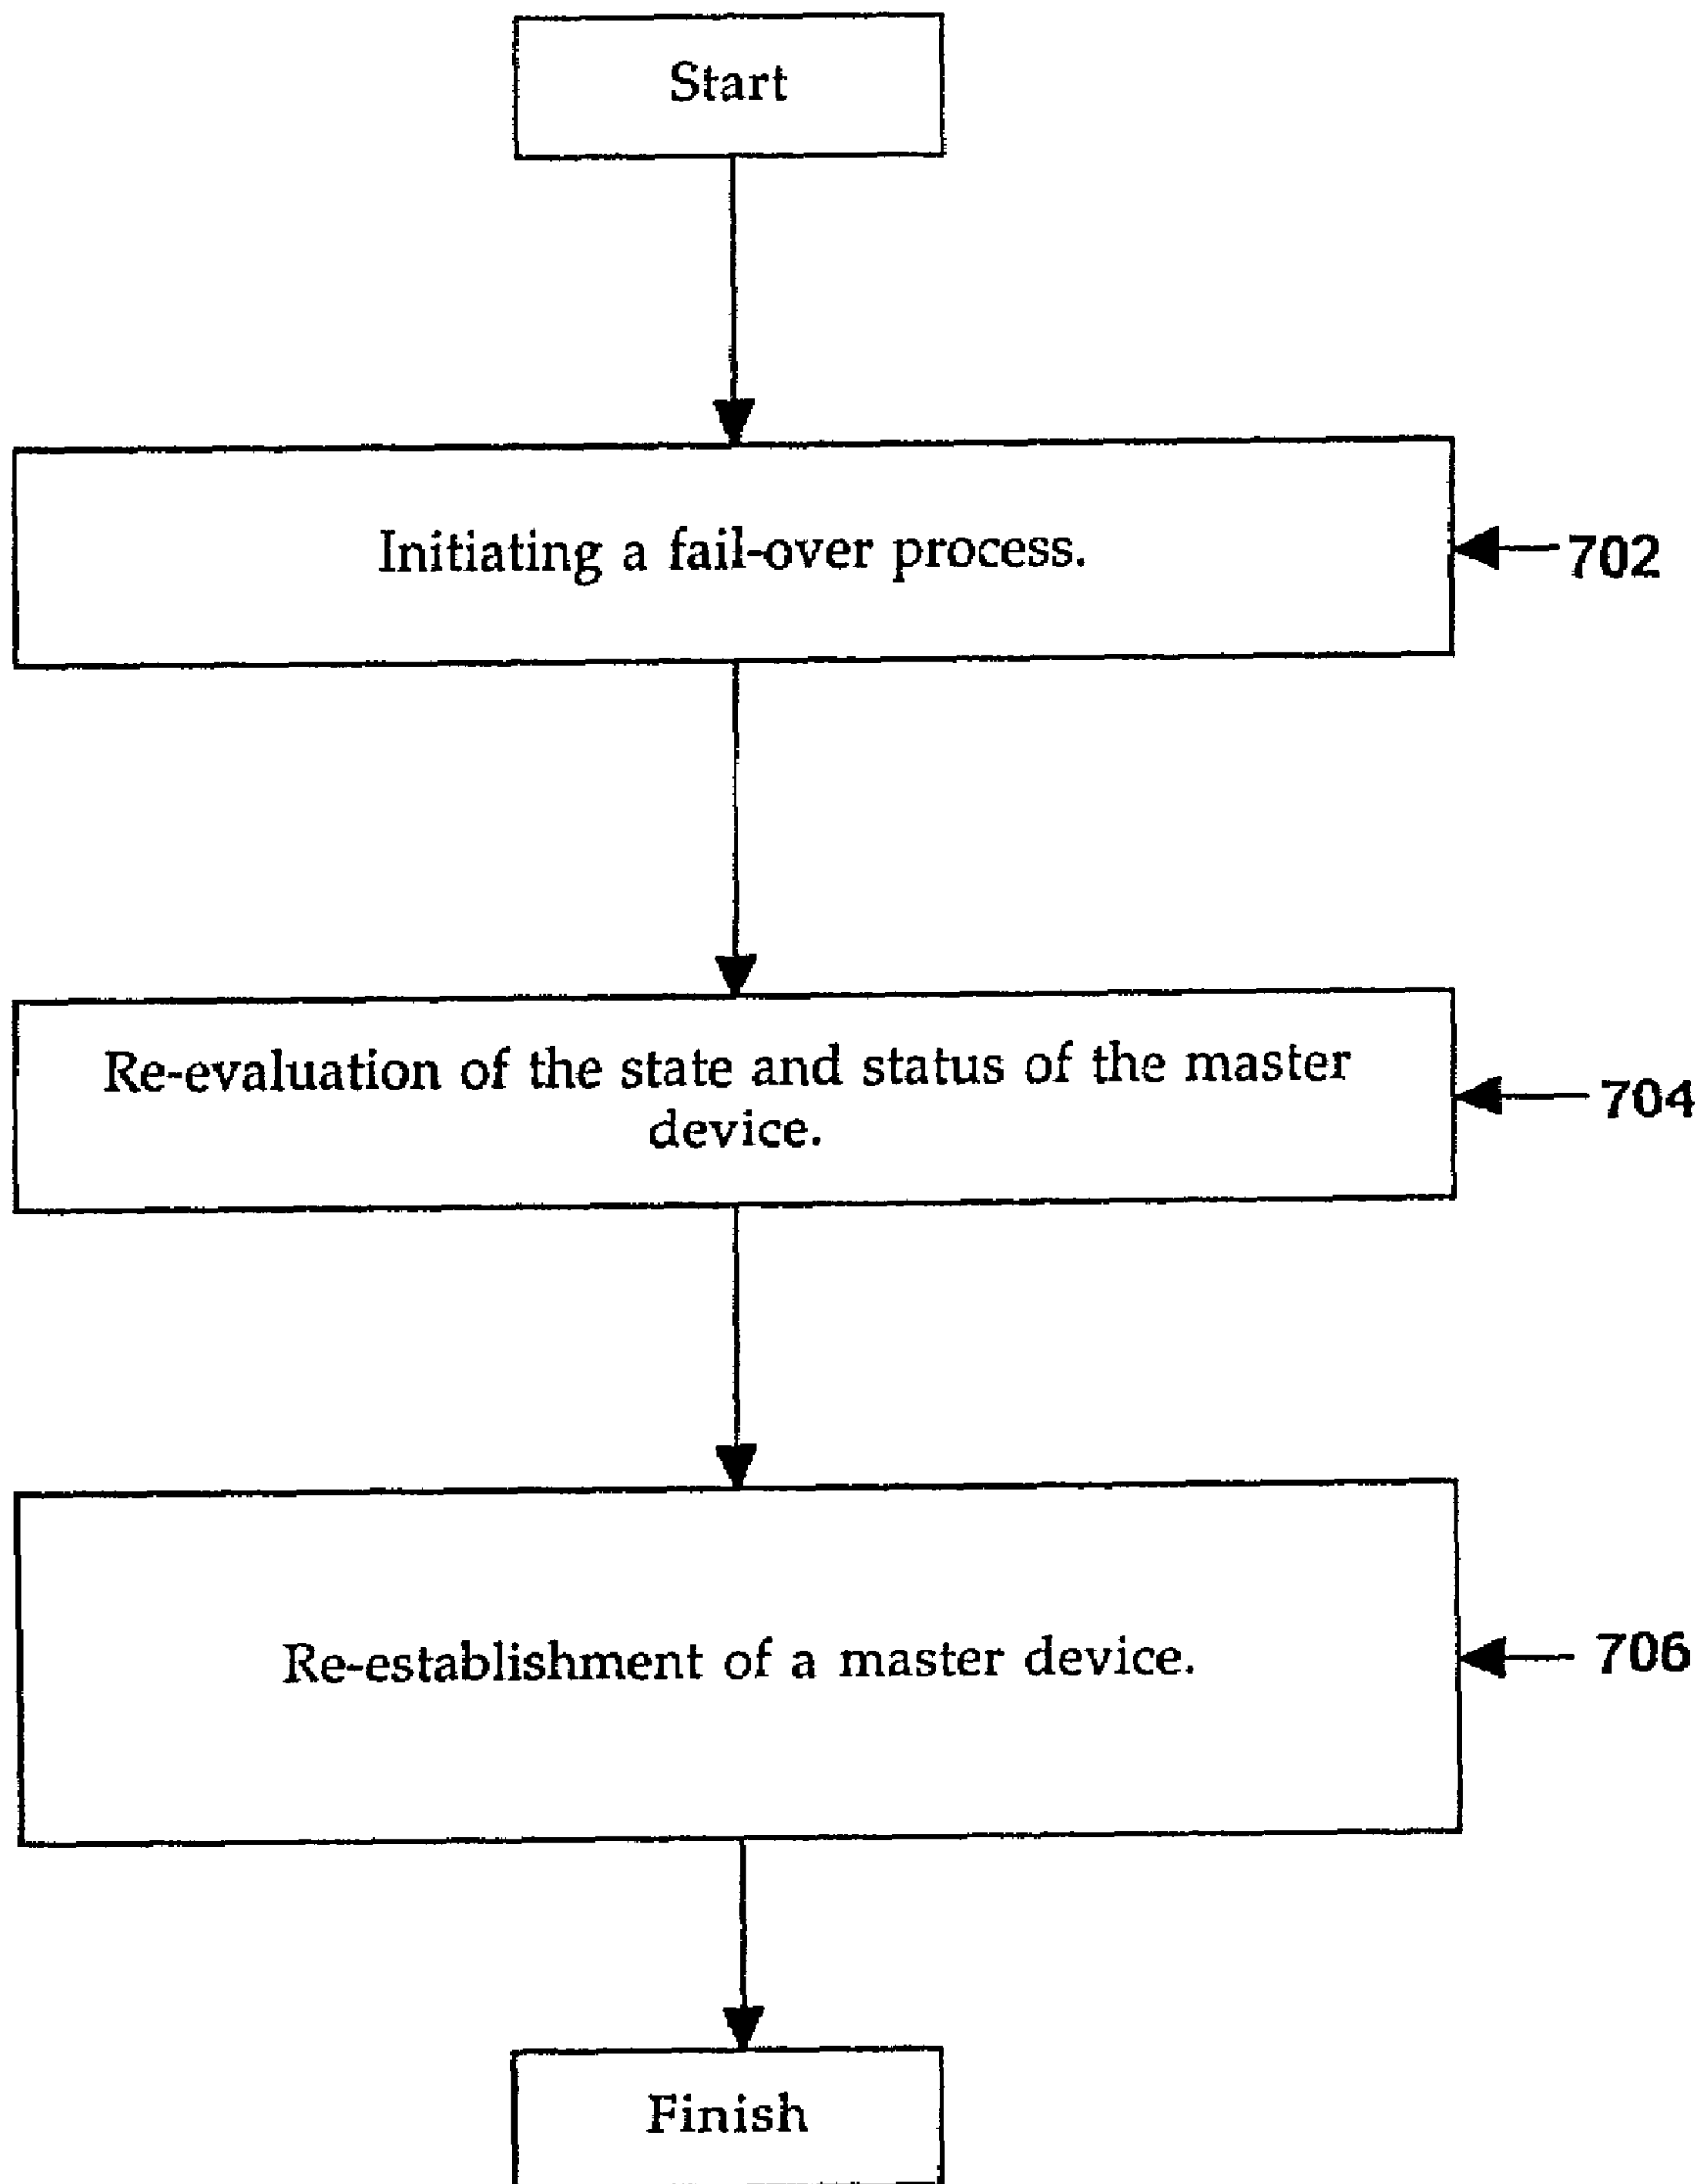 Start
Initiating a fail-over process.
702
Re-evaluation of the state and status of the master
device.
704
Re-establishment of a master device.
706
Finish